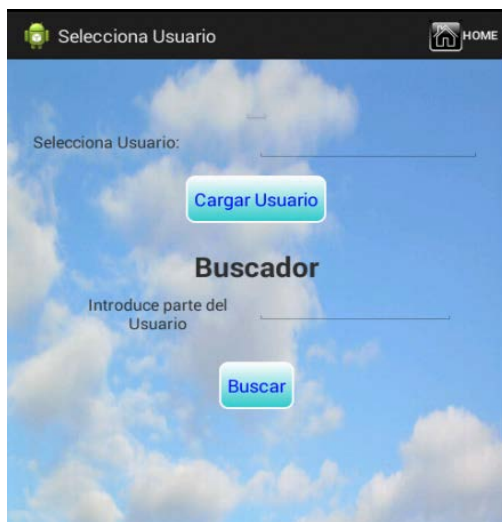 Selecciona Usuario
HOME
Selecciona Usuario:
Cargar Usuario
Buscador
Introduce parte del
Usuario
Buscar